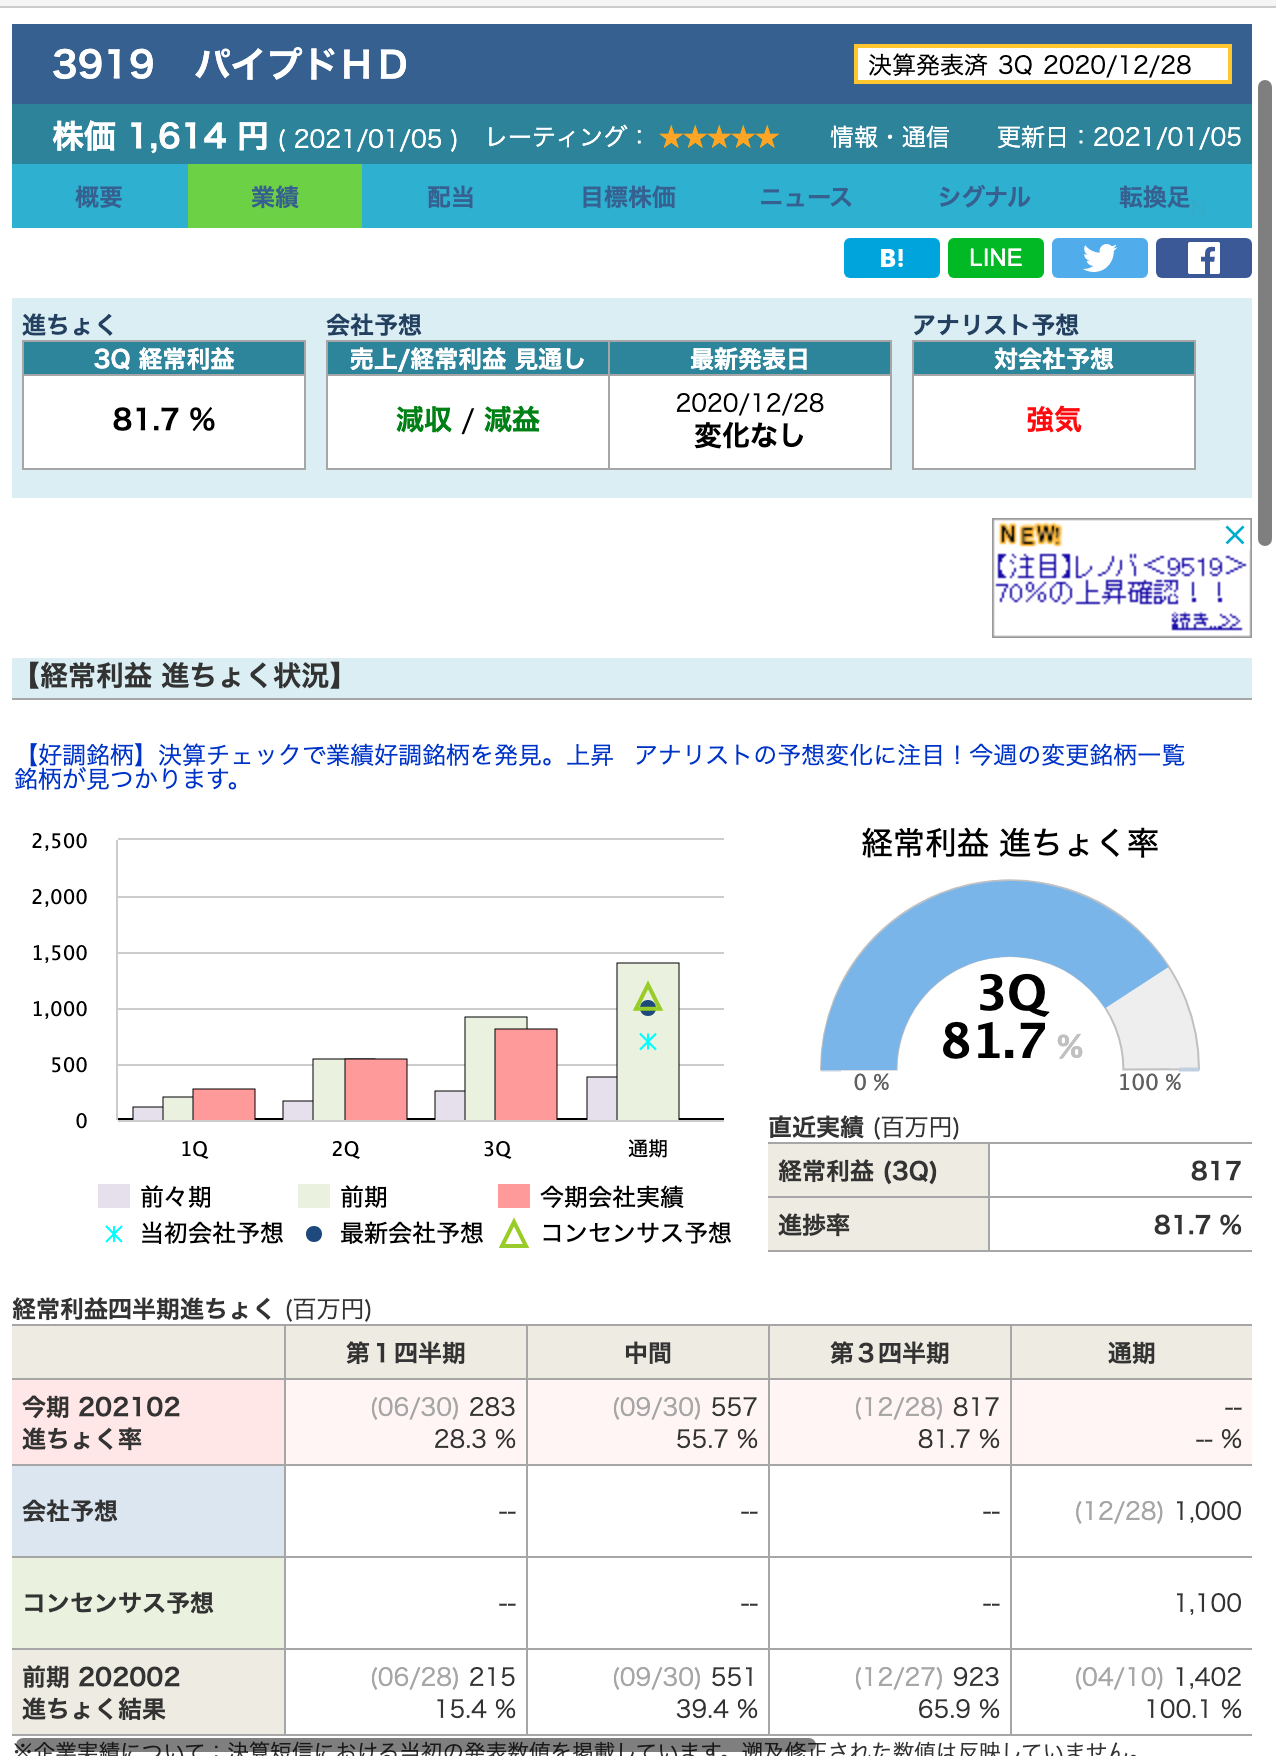 3919　パイプドＨＤ
決算発表済 3Q 2020/12/28
株価 1,614 円 ( 2021/01/05 ) レーティング： ★★★★★ 情報・通信 更新日：2021/01/05
概要 業績 配当 目標株価 ニュース シグナル 転換足
B! LINE
進ちょく 会社予想 アナリスト予想
3Q 経常利益 売上/経常利益 見通し 最新発表日 対会社予想
81.7 % 減収 / 減益 2020/12/28 強気
変化なし
NEW!
【注目】レノバ<9519>
70%の上昇確認！！
続き..>>
【経常利益 進ちょく状況】
【好調銘柄】決算チェックで業績好調銘柄を発見。上昇 アナリストの予想変化に注目！今週の変更銘柄一覧
銘柄が見つかります。
2,500
2,000
1,500
1,000
500
0
1Q 2Q 3Q 通期
前々期 前期 今期会社実績
当初会社予想 最新会社予想 コンセンサス予想
経常利益 進ちょく率
3Q
81.7 %
0 % 100 %
直近実績 (百万円)
経常利益 (3Q) 817
進捗率 81.7 %
経常利益四半期進ちょく (百万円)
第１四半期 中間 第３四半期 通期
今期 202102 (06/30) 283 (09/30) 557 (12/28) 817 --
進ちょく率 28.3 % 55.7 % 81.7 % -- %
会社予想 -- -- -- (12/28) 1,000
コンセンサス予想 -- -- -- 1,100
前期 202002 (06/28) 215 (09/30) 551 (12/27) 923 (04/10) 1,402
進ちょく結果 15.4 % 39.4 % 65.9 % 100.1 %
※企業実績について：決算短信における当初の発表数値を掲載しています。遡及修正された数値は反映していません。